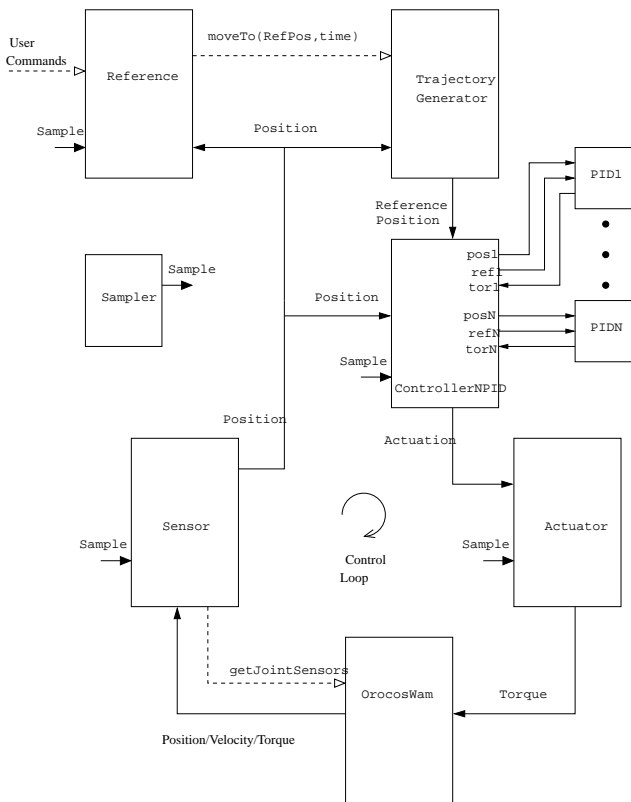 User
Commands
Reference
moveTo(RefPos,time)
Trajectory
Generator
Sample
Position
PID1
Reference
Position
pos1
ref1
tor1
Sampler
Sample
Position
posN
refN
torN
PIDN
Sample
ControllerNPID
Position
Actuation
Sensor
Actuator
Sample
Sample
Control
Loop
getJointSensors
OrocosWam
Torque
Position/Velocity/Torque